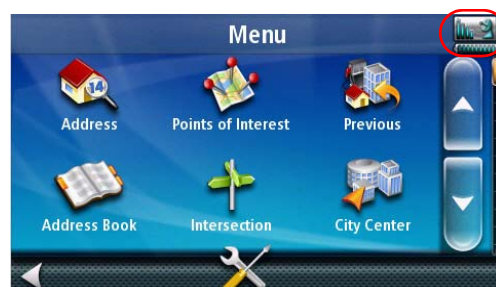 Menu
14
Address
Points of Interest
Previous
Address Book
Intersection
City Center